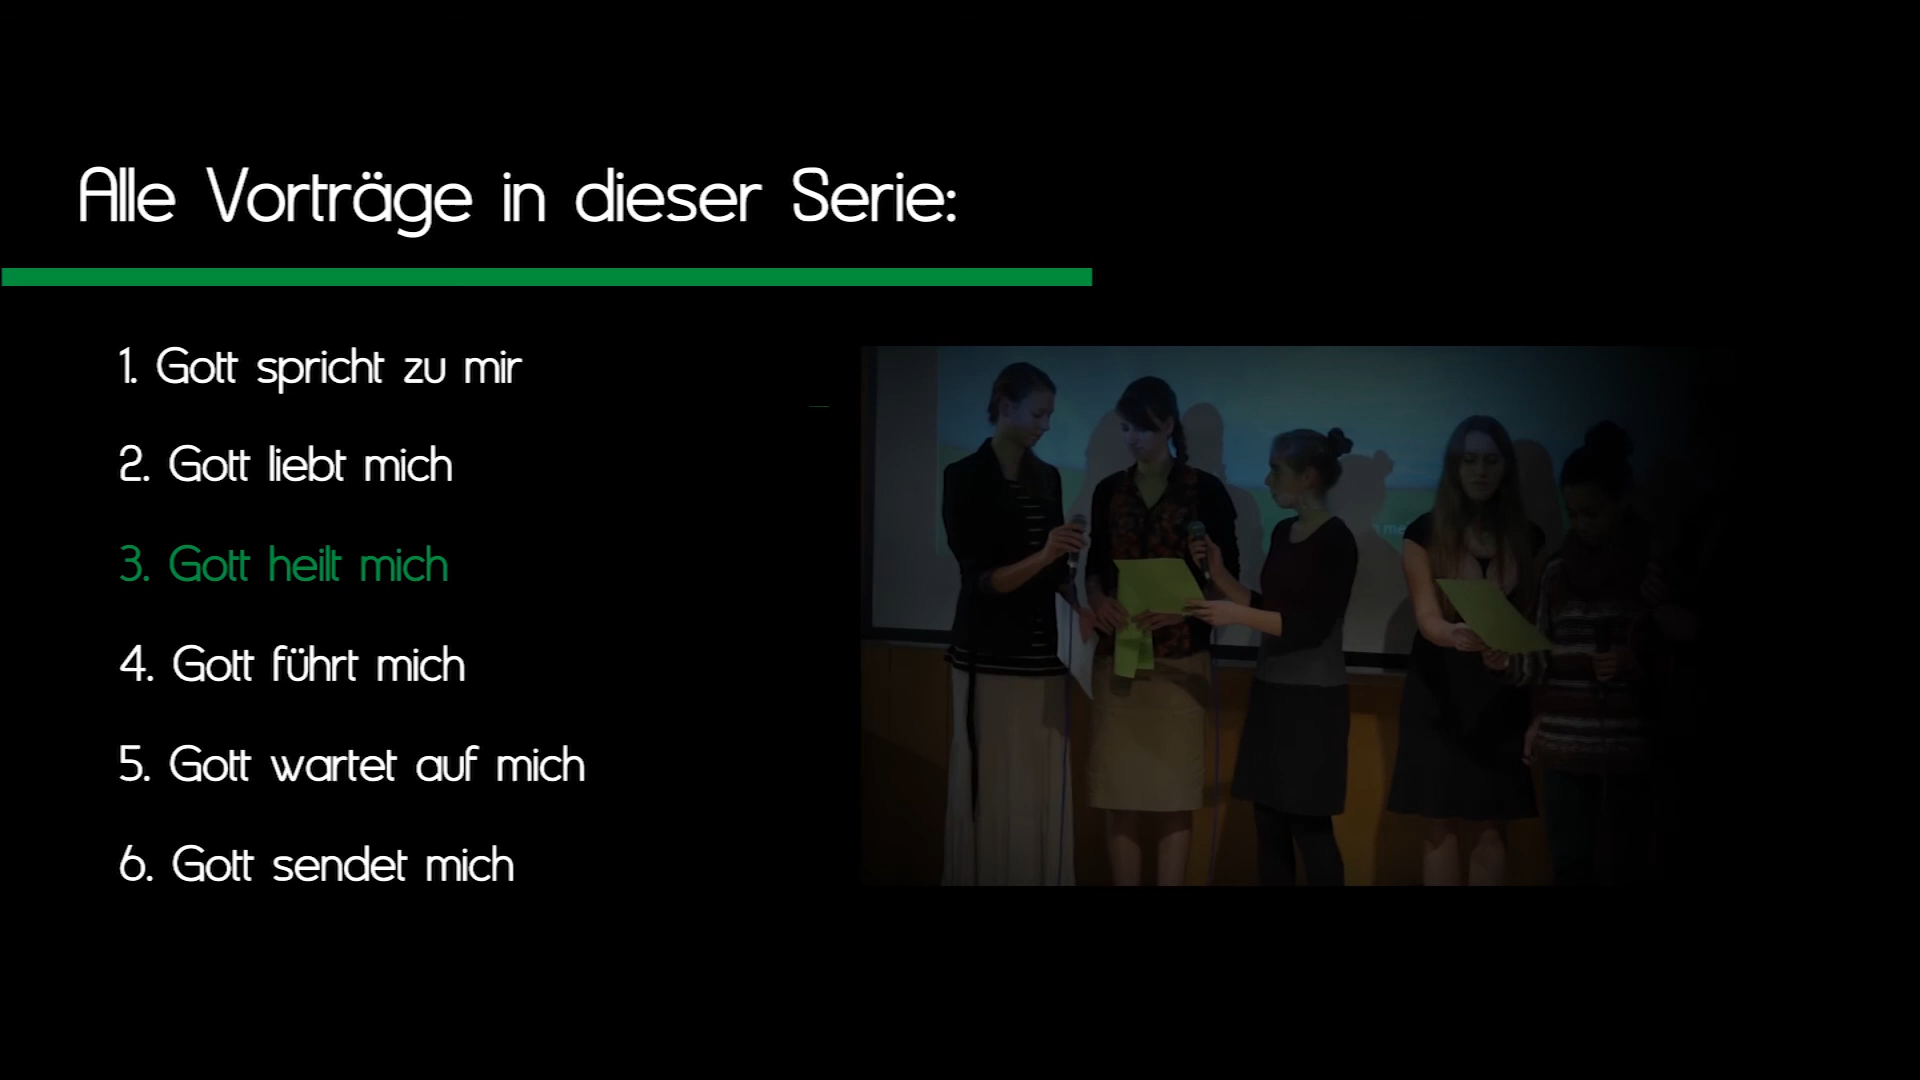 Alle Vorträge in dieser Serie:
1. Gott spricht zu mir
2. Gott liebt mich
3. Gott heilt mich
4. Gott führt mich
5. Gott wartet auf mich
6. Gott sendet mich